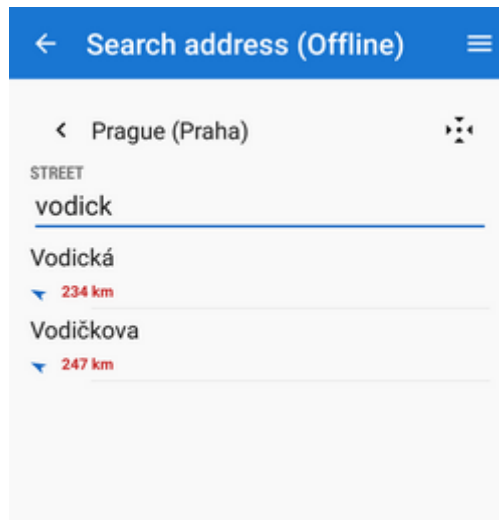 Search address (Offline)
Prague (Praha)
STREET
vodick
Vodická
234 km
Vodičkova
247 km